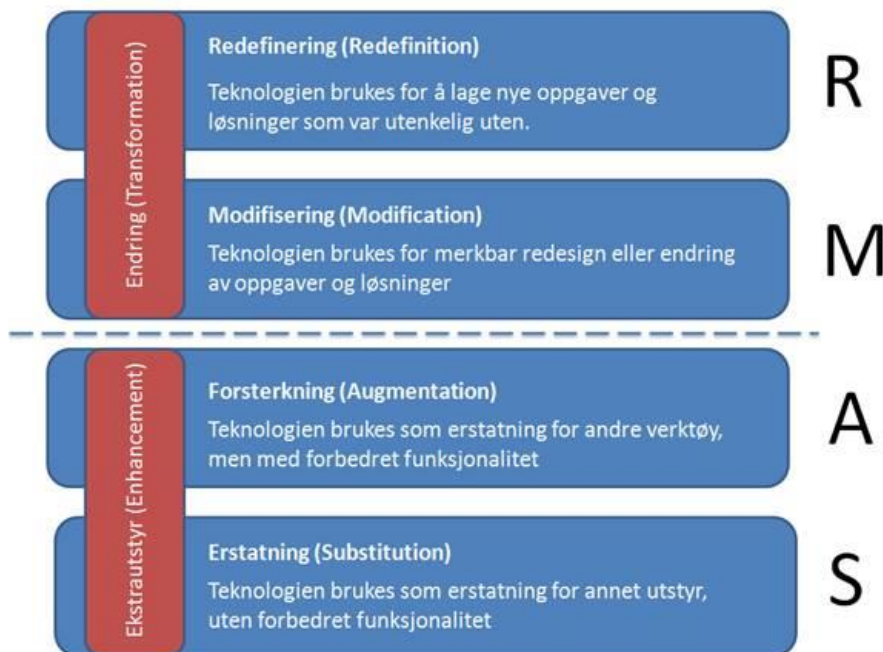 Redefinering (Redefinition)
Teknologien brukes for å lage nye oppgaver og
løsninger som var utenkelig uten.
R
Endring (Transformation)
Modifisering (Modification)
Teknologien brukes for merkbar redesign eller endring
av oppgaver og løsninger
M
Forsterkning (Augmentation)
Teknologien brukes som erstatning for andre verktøy,
men med forbedret funksjonalitet
A
Ekstrautstyr (Enhancement)
Erstatning (Substitution)
Teknologien brukes som erstatning for annet utstyr,
uten forbedret funksjonalitet
S